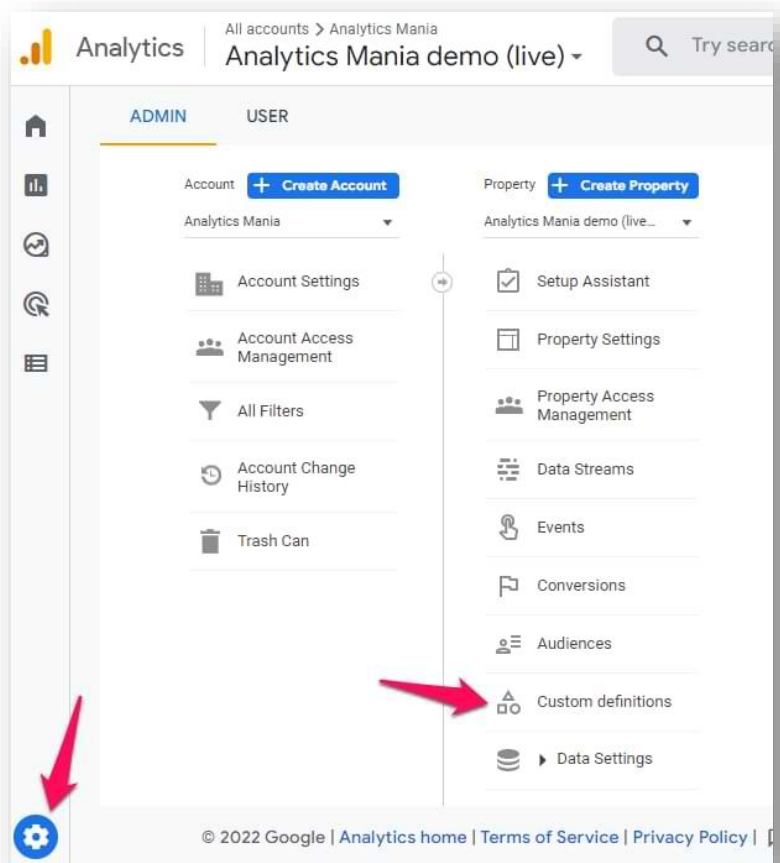 All accounts > Analytics Mania
Analytics
Analytics Mania demo (live)
Try searc
ADMIN
USER
Account
+ Create Account
Analytics Mania
Property
+ Create Property
Analytics Mania demo (live...
Account Settings
Account Access
Management
All Filters
Account Change
History
Trash Can
Setup Assistant
Property Settings
Property Access
Management
Data Streams
Events
Conversions
Audiences
Custom definitions
Data Settings
© 2022 Google | Analytics home | Terms of Service | Privacy Policy |